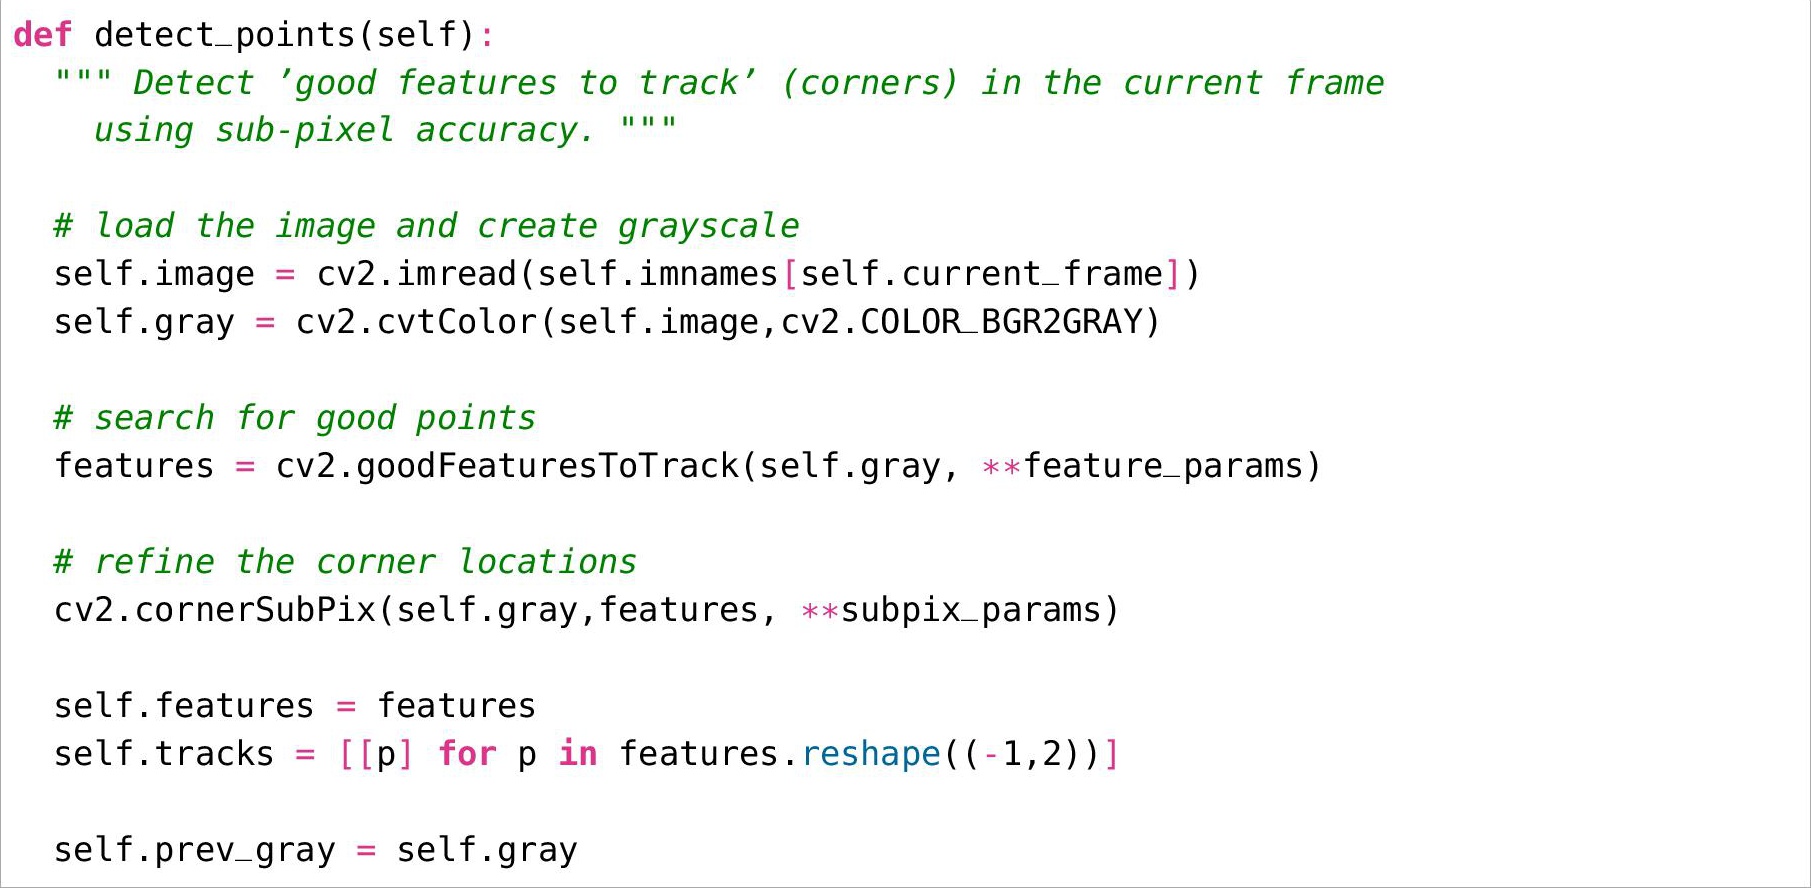 def detect_points(self):
  """ Detect ’good features to track’ (corners) in the current frame
    using sub-pixel accuracy. """

  # load the image and create grayscale
  self.image = cv2.imread(self.imnames[self.current_frame])
  self.gray = cv2.cvtColor(self.image,cv2.COLOR_BGR2GRAY)

  # search for good points
  features = cv2.goodFeaturesToTrack(self.gray, **feature_params)

  # refine the corner locations
  cv2.cornerSubPix(self.gray,features, **subpix_params)

  self.features = features
  self.tracks = [[p] for p in features.reshape((-1,2))]

  self.prev_gray = self.gray